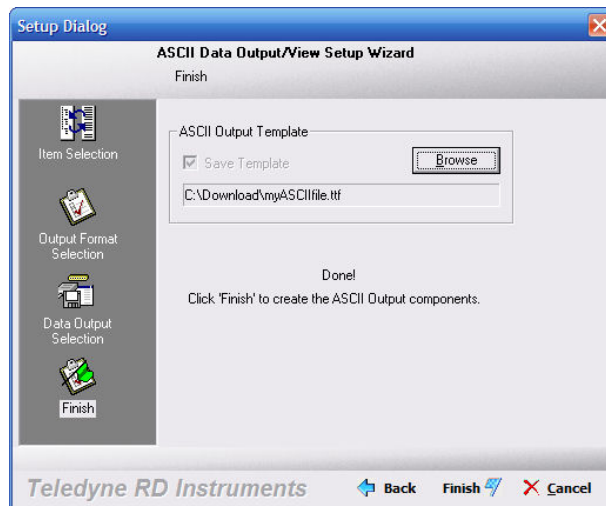 Setup Dialog
ASCII Data Output/View Setup Wizard
Finish
Item Selection
Output Format
Selection
Data Output
Selection
Finish
ASCII Output Template
Save Template
Browse
C:\Download\myASCIIfile.ttf
Done!
Click 'Finish' to create the ASCII Output components.
Teledyne RD Instruments
Back
Finish
Cancel